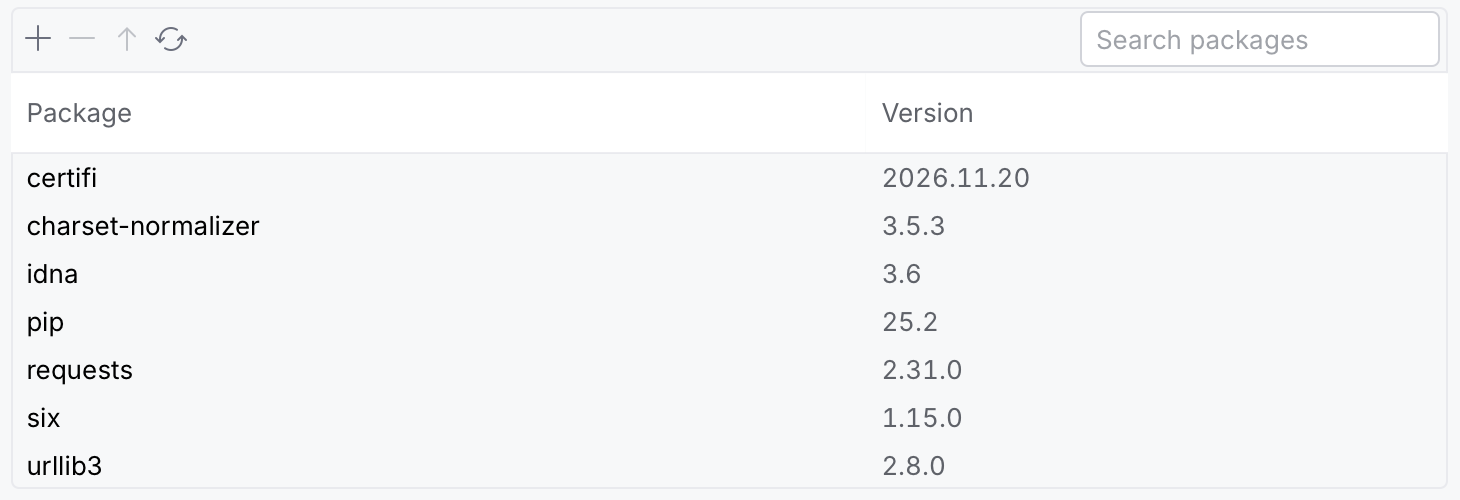 Search packages
Package Version
certifi 2026.11.20
charset-normalizer 3.5.3
idna 3.6
pip 25.2
requests 2.31.0
six 1.15.0
urllib3 2.8.0